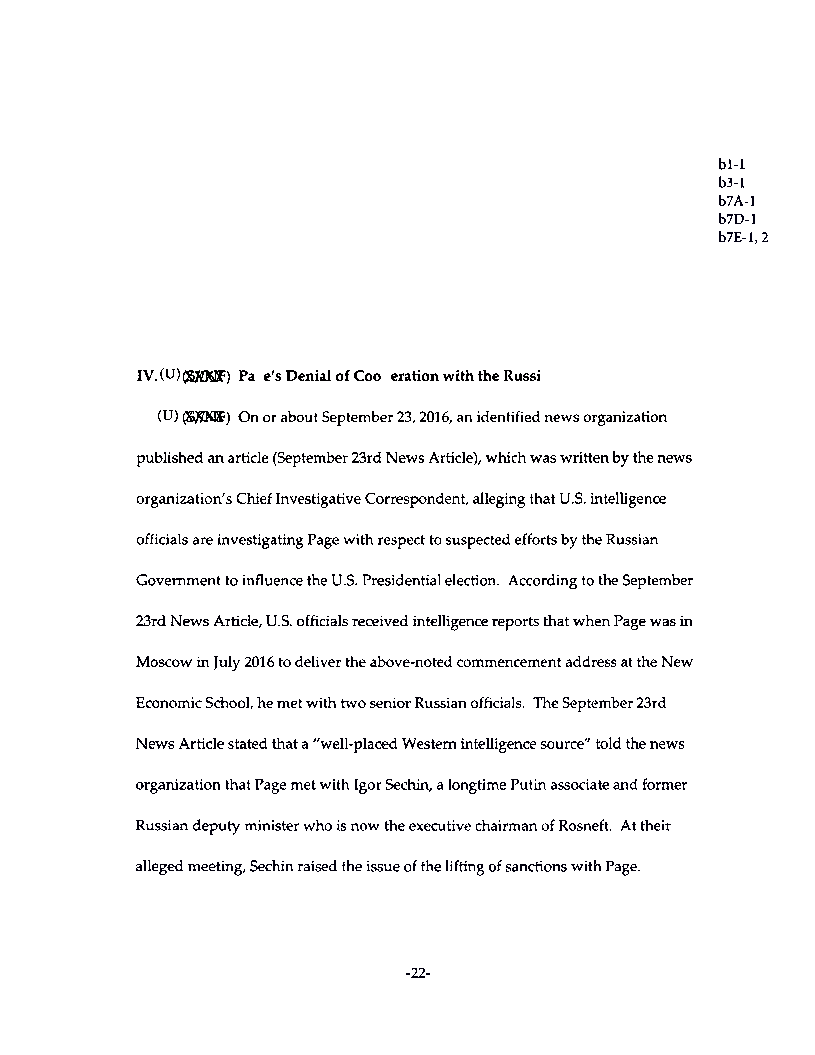 b1-1
b3-1
b7A-1
b7D-1
b7E-1, 2
IV. (U) Pa e's Denial of Coo eration with the Russi
(U) On or about September 23, 2016, an identified news organization
published an article (September 23rd News Article), which was written by the news
organization's Chief Investigative Correspondent, alleging that U.S. intelligence
officials are investigating Page with respect to suspected efforts by the Russian
Government to influence the U.S. Presidential election. According to the September
23rd News Article, U.S. officials received intelligence reports that when Page was in
Moscow in July 2016 to deliver the above-noted commencement address at the New
Economic School, he met with two senior Russian officials. The September 23rd
News Article stated that a "well-placed Western intelligence source" told the news
organization that Page met with Igor Sechin, a longtime Putin associate and former
Russian deputy minister who is now the executive chairman of Rosneft. At their
alleged meeting, Sechin raised the issue of the lifting of sanctions with Page.
-22-